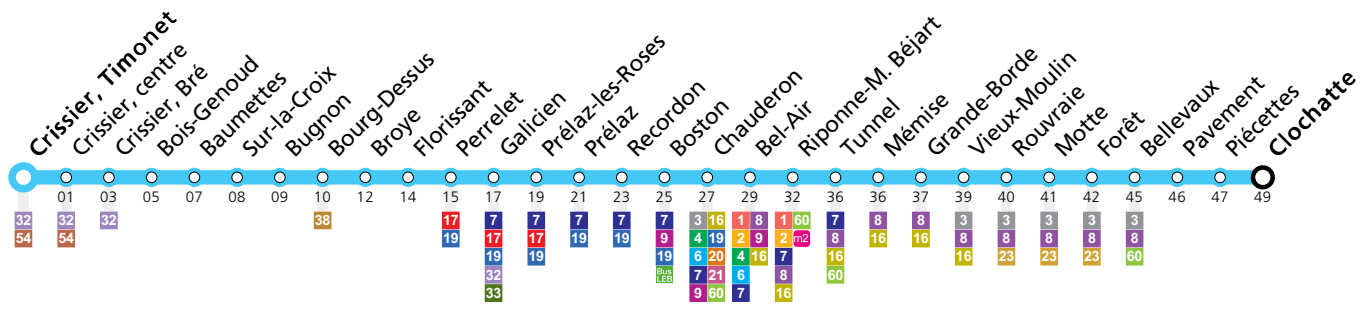 Crissier, Timonet
Crissier, centre
Crissier, Bré
Bois-Genoud
Baumettes
Sur-la-Croix
Bugnon
Bourg-Dessus
Broye
Florissant
Perrelet
Galicien
Prélaz-les-Roses
Prélaz
Recordon
Boston
Chauderon
Bel-Air
Riponne-M. Béjart
Tunnel
Mémise
Grande-Borde
Vieux-Moulin
Rouvraie
Motte
Forêt
Bellevaux
Pavement
Piécettes
Clochatte
01 03 05 07 08 09 10 12 14 15 17 19 21 23 25 27 29 32 36 36 37 39 40 41 42 45 46 47 49
32 32 32 38 17 7 7 7 7 7 3 16 1 8 1 60 7 8 8 3 3 3 3 3
54 54 19 17 17 19 19 9 4 19 2 9 2 m2 8 16 16 8 8 8 8 8
19 19 19 6 20 4 16 7 16 16 23 23 23 60
32 Bus LEB 7 21 6 8 60
33 9 60 7 16